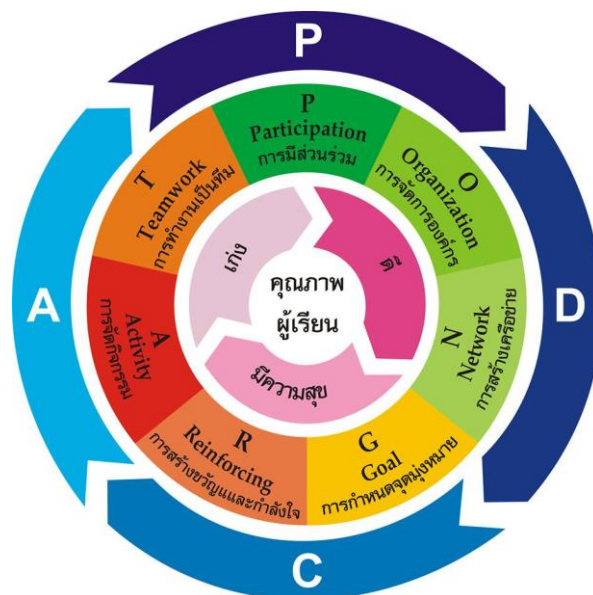 P
D
C
A
P
Participation
การมีส่วนร่วม
O
Organization
การจัดการองค์กร
N
Network
การสร้างเครือข่าย
G
Goal
การกำหนดจุดมุ่งหมาย
R
Reinforcing
การสร้างขวัญและกำลังใจ
A
Activity
การจัดกิจกรรม
T
Teamwork
การทำงานเป็นทีม
ดี
มีความสุข
เก่ง
คุณภาพ
ผู้เรียน